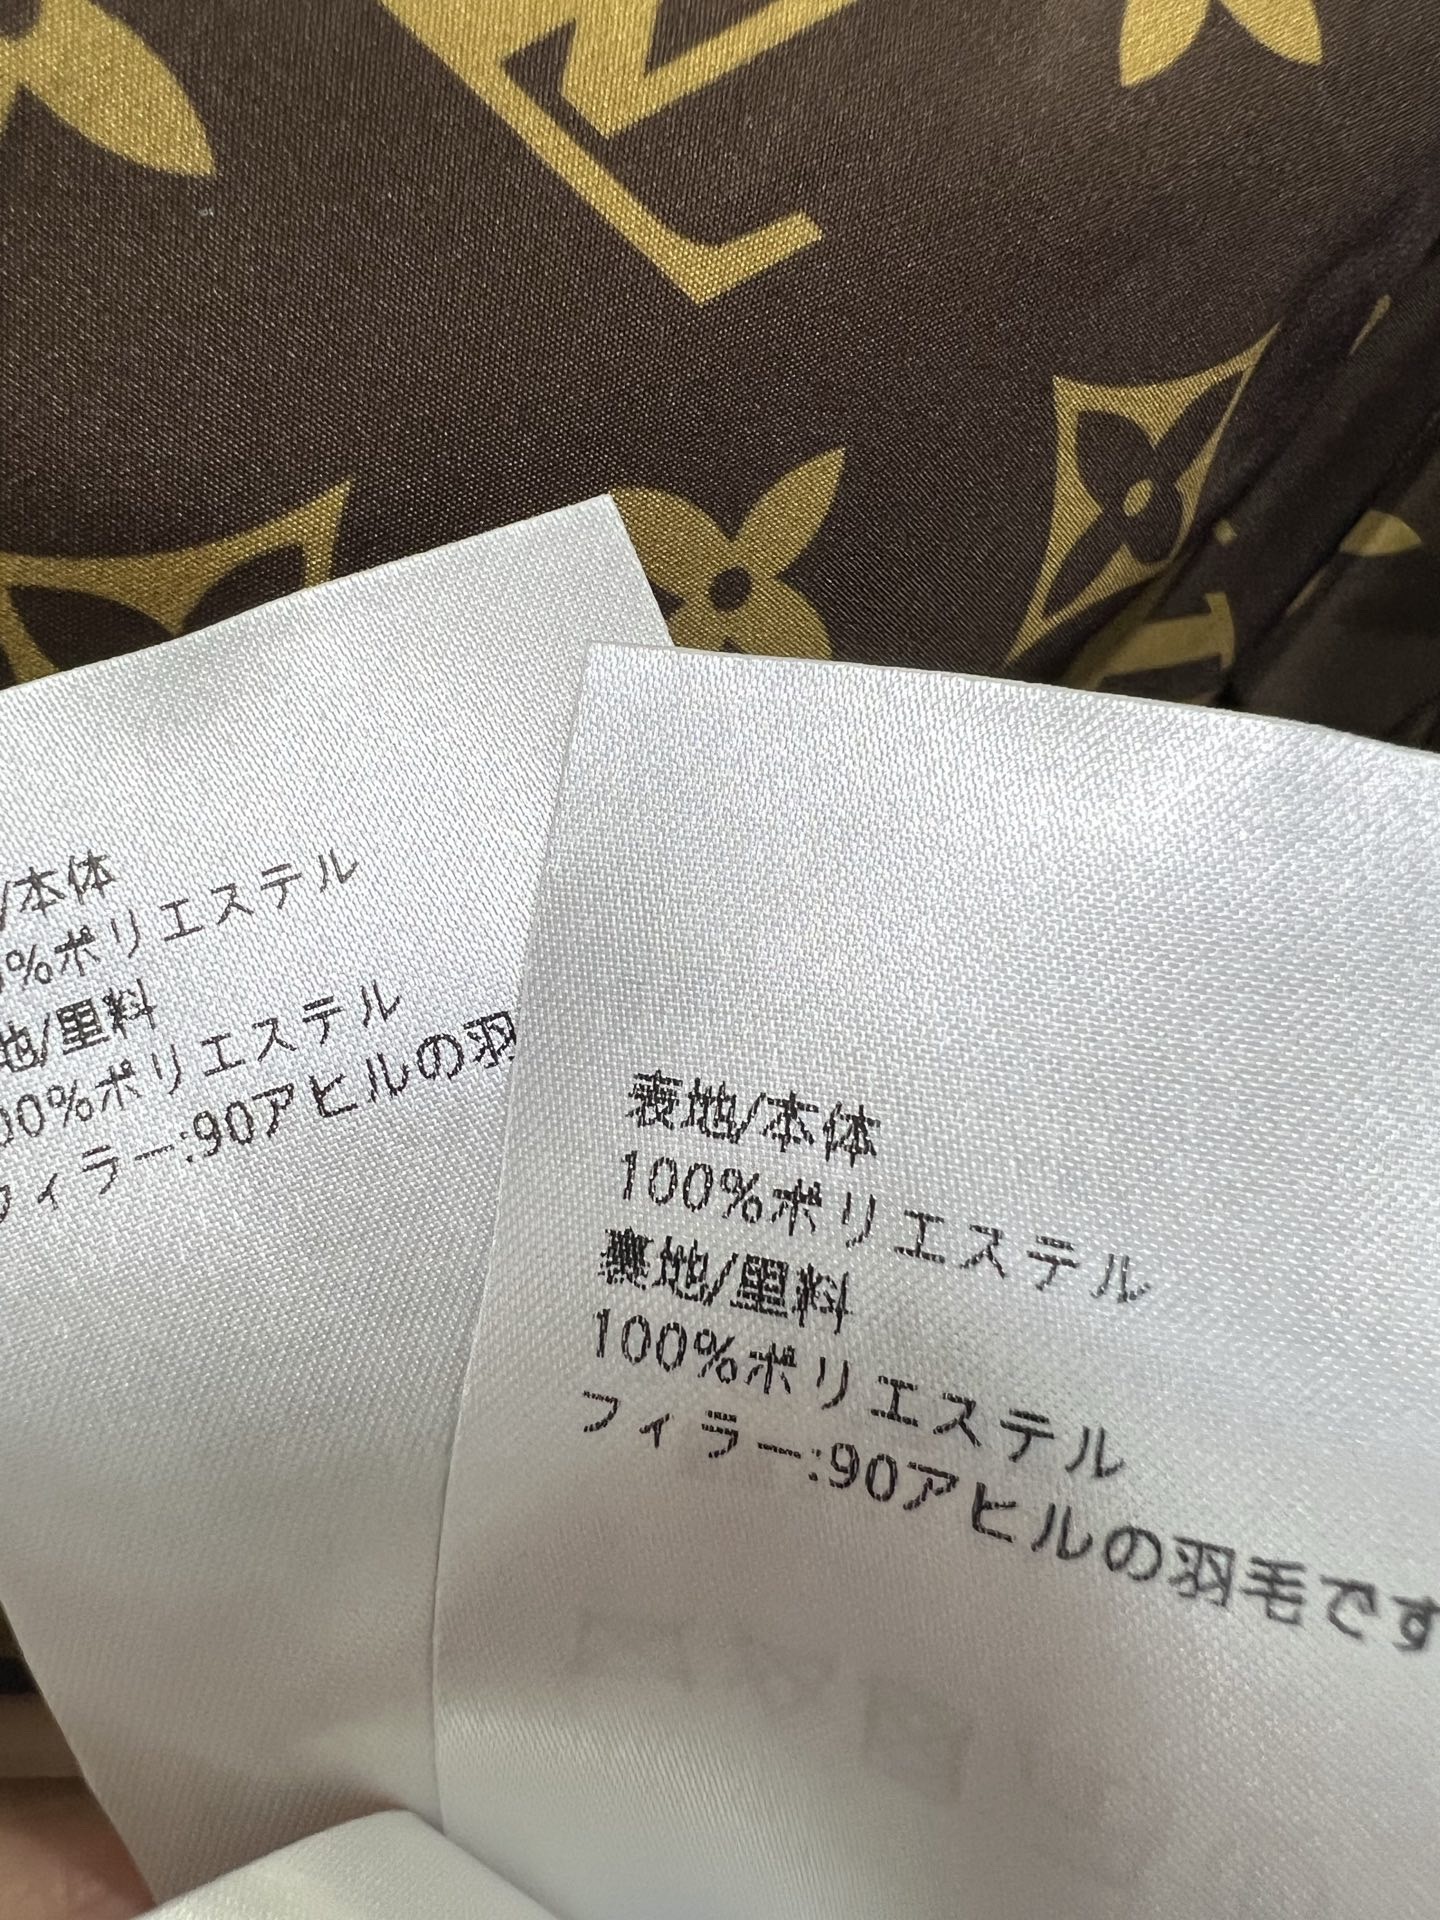 /本体
%ポリエステル
地/里料
00%ポリエステル
フィラー:90アヒルの羽
表地/本体
100%ポリエステル
裏地/里料
100%ポリエステル
フィラー:90アヒルの羽毛です